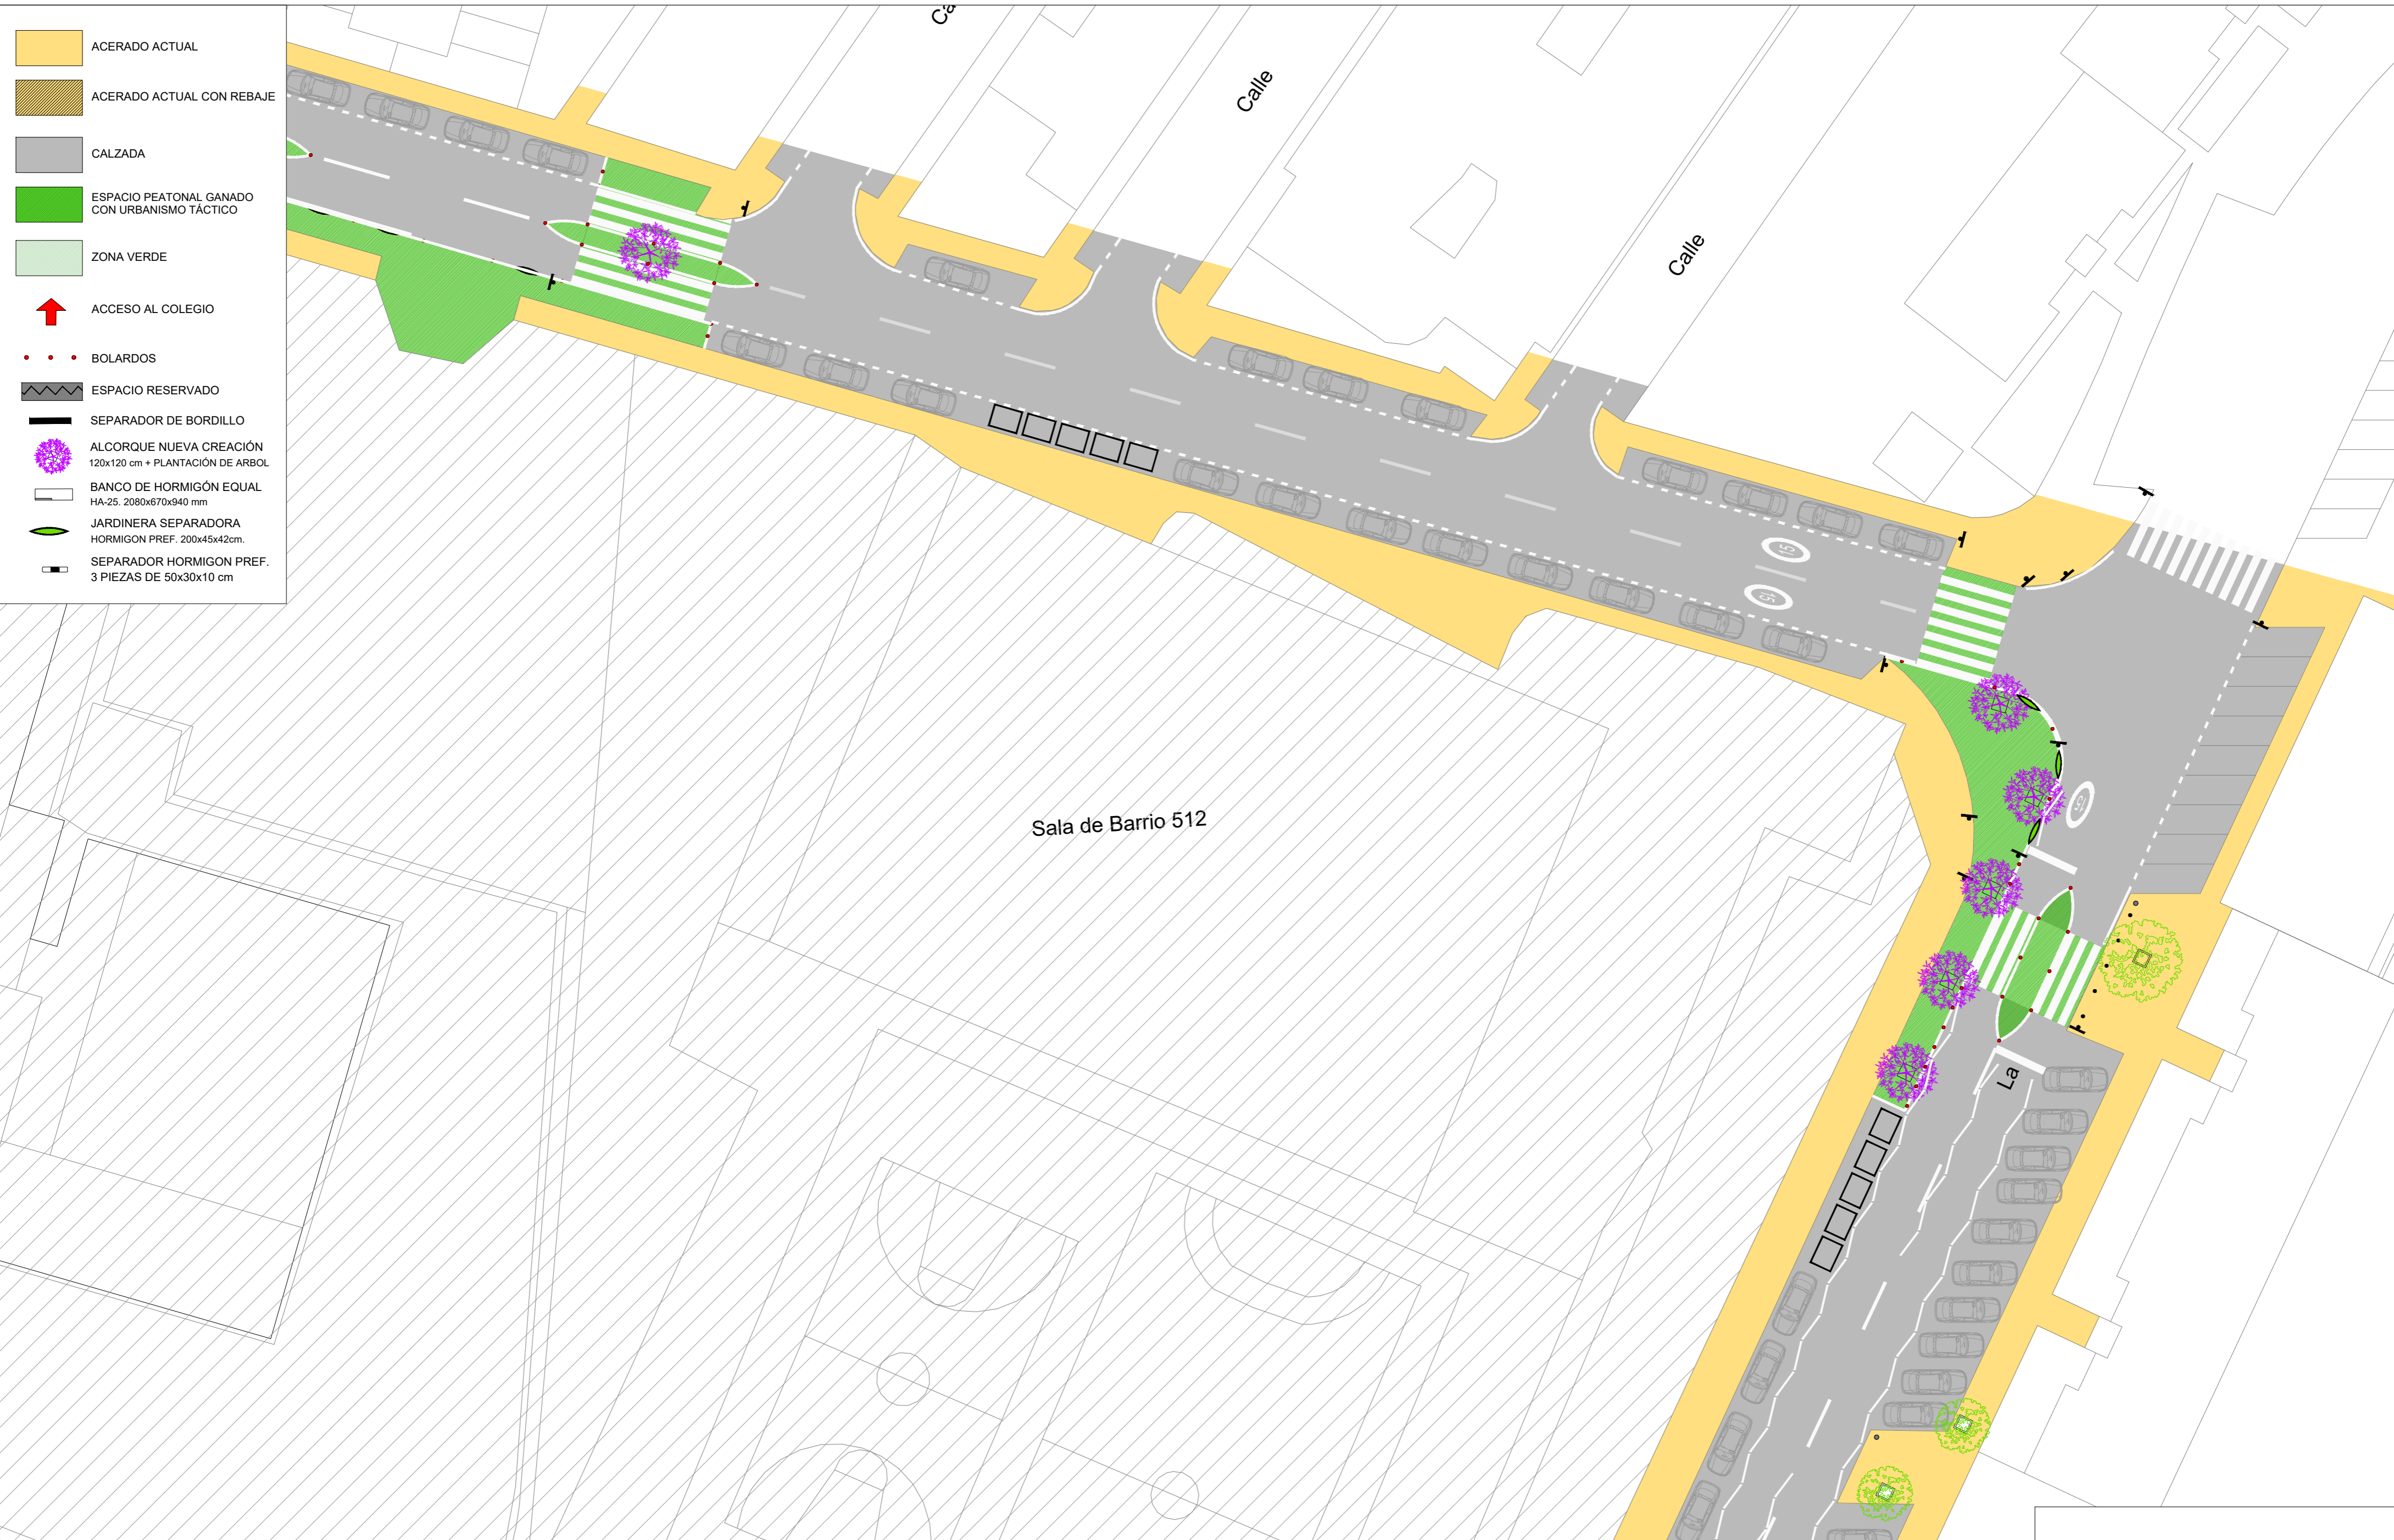 ACERADO ACTUAL
ACERADO ACTUAL CON REBAJE
CALZADA
ESPACIO PEATONAL GANADO
CON URBANISMO TÁCTICO
ZONA VERDE
ACCESO AL COLEGIO
BOLARDOS
ESPACIO RESERVADO
SEPARADOR DE BORDILLO
ALCORQUE NUEVA CREACIÓN
120x120 cm + PLANTACIÓN DE ARBOL
BANCO DE HORMIGÓN EQUAL
HA-25. 2080x670x940 mm
JARDINERA SEPARADORA
HORMIGON PREF. 200x45x42cm.
SEPARADOR HORMIGON PREF.
3 PIEZAS DE 50x30x10 cm
Ca
Calle
Calle
15
15
Sala de Barrio 512
La